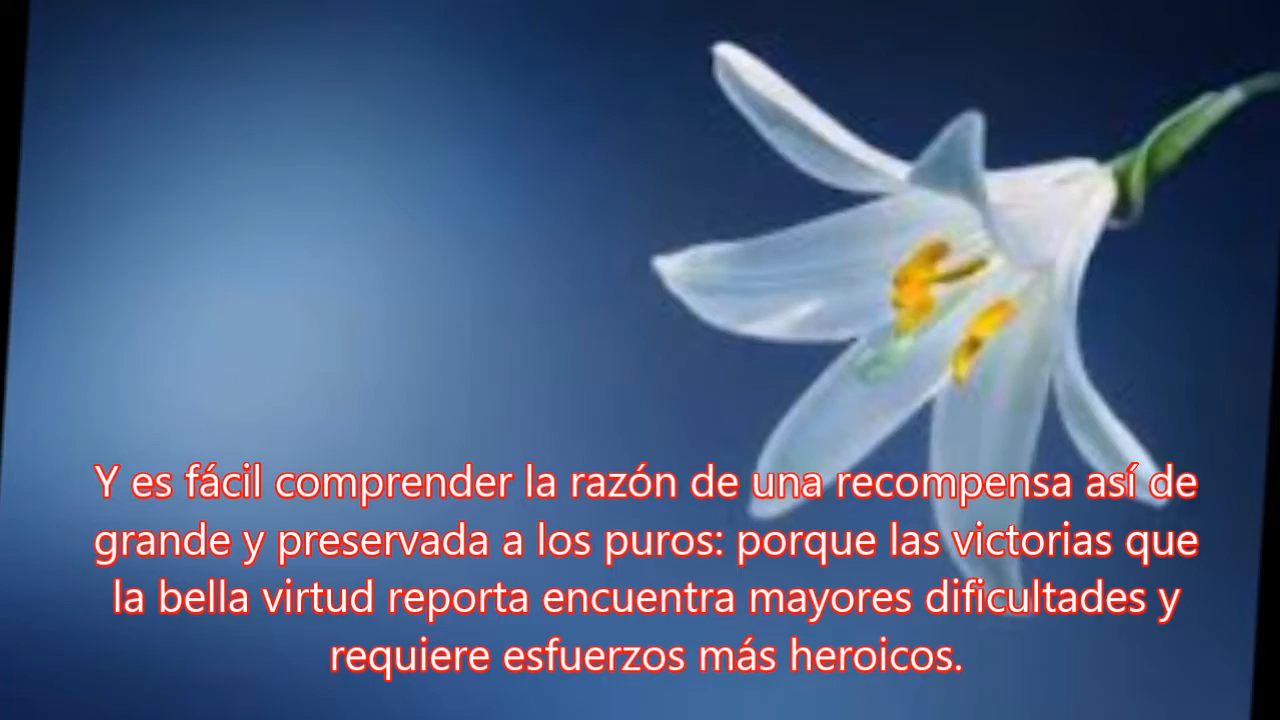 Y es fácil comprender la razón de una recompensa así de
grande y preservada a los puros: porque las victorias que
la bella virtud reporta encuentra mayores dificultades y
requiere esfuerzos más heroicos.